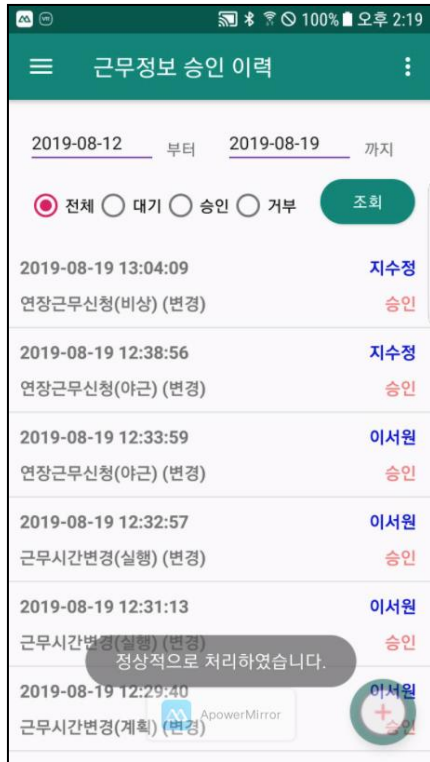 100% 오후 2:19
근무정보 승인 이력
2019-08-12 부터 2019-08-19 까지
전체 대기 승인 거부 조회
2019-08-19 13:04:09 지수정
연장근무신청(비상) (변경) 승인
2019-08-19 12:38:56 지수정
연장근무신청(야근) (변경) 승인
2019-08-19 12:33:59 이서원
연장근무신청(야근) (변경) 승인
2019-08-19 12:32:57 이서원
근무시간변경(실행) (변경) 승인
2019-08-19 12:31:13 이서원
근무시간변경(실행) (변경) 승인
정상적으로 처리하였습니다.
2019-08-19 12:29:40 이서원
ApowerMirror
근무시간변경(계획) (변경) 승인